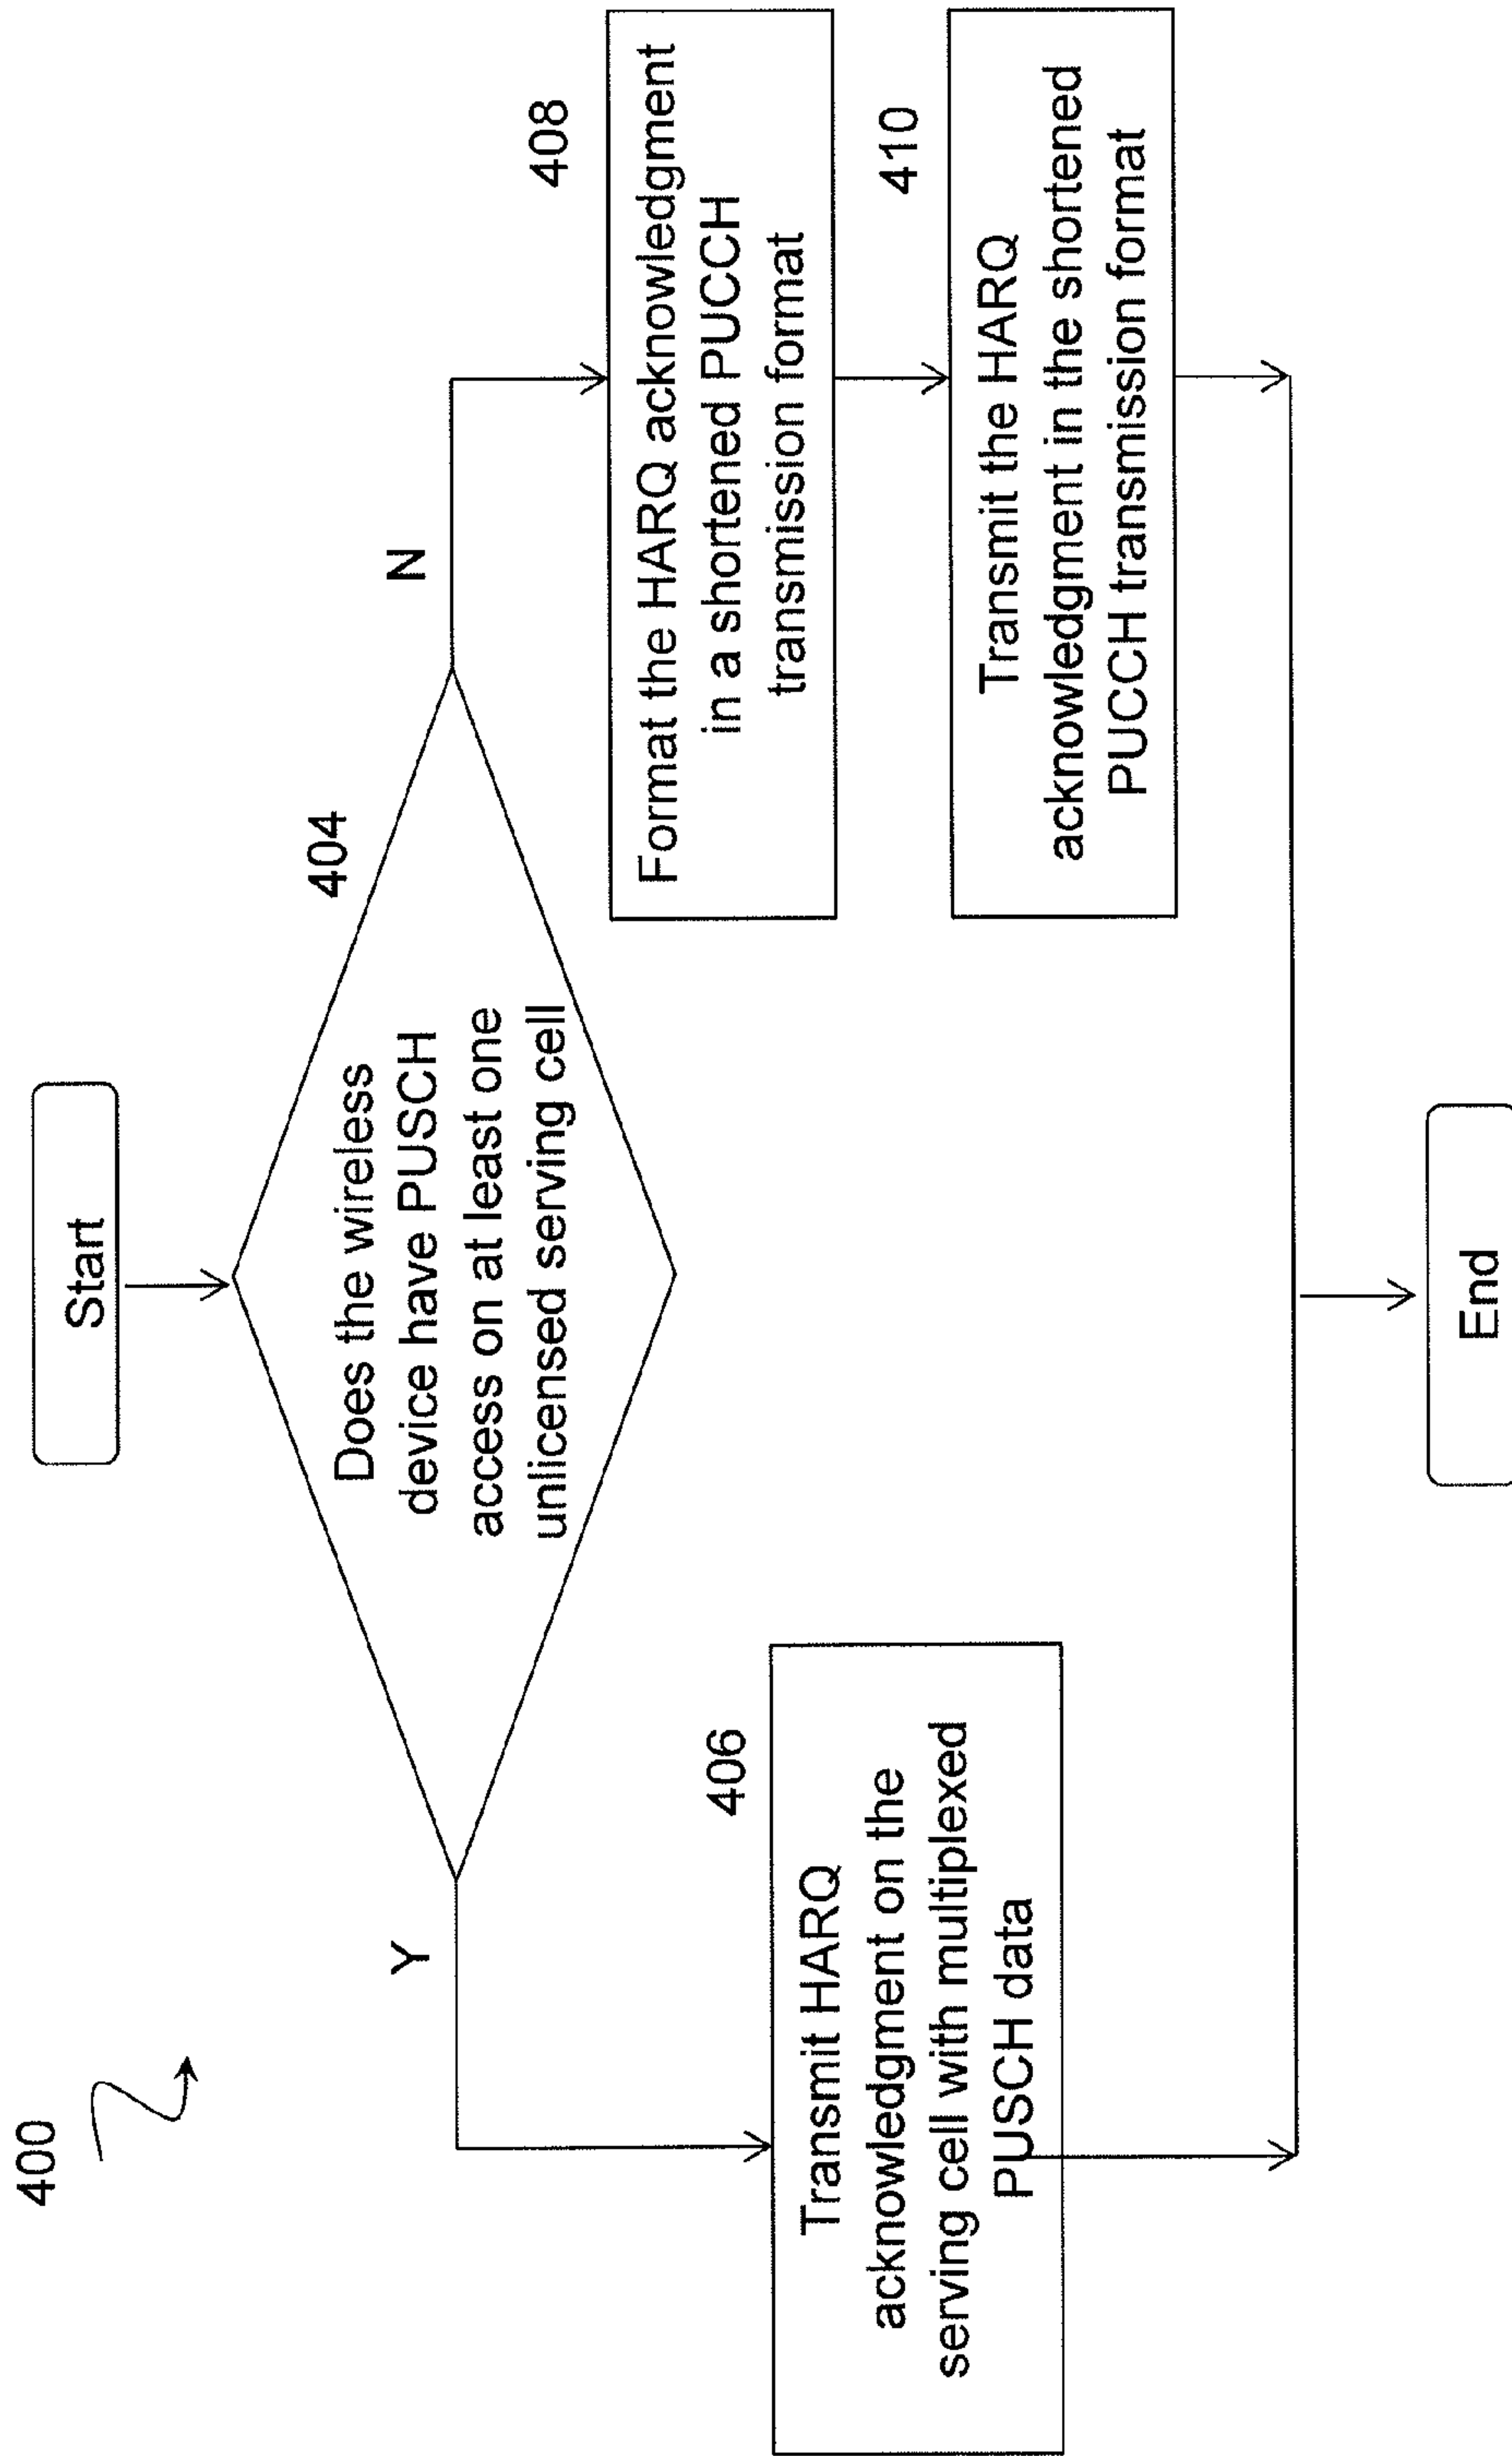 400
Start
404
Does the wireless
device have PUSCH
access on at least one
unlicensed serving cell
Y
N
406
Transmit HARQ
acknowledgment on the
serving cell with multiplexed
PUSCH data
408
Format the HARQ acknowledgment
in a shortened PUCCH
transmission format
410
Transmit the HARQ
acknowledgment in the shortened
PUCCH transmission format
End